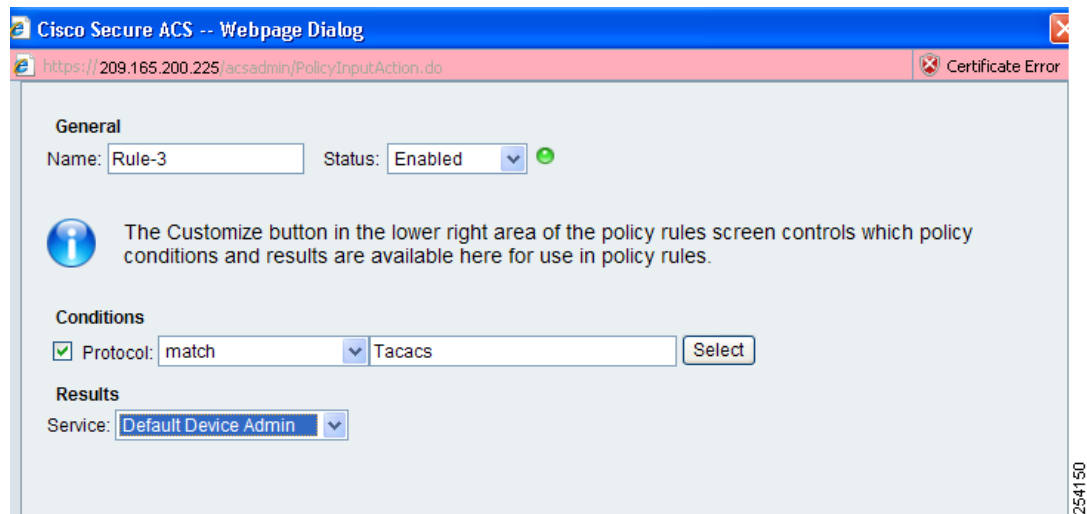 Cisco Secure ACS -- Webpage Dialog
https://209.165.200.225/acsadmin/PolicyInputAction.do Certificate Error
General
Name: Rule-3 Status: Enabled
The Customize button in the lower right area of the policy rules screen controls which policy
conditions and results are available here for use in policy rules.
Conditions
Protocol: match Tacacs Select
Results
Service: Default Device Admin
254150